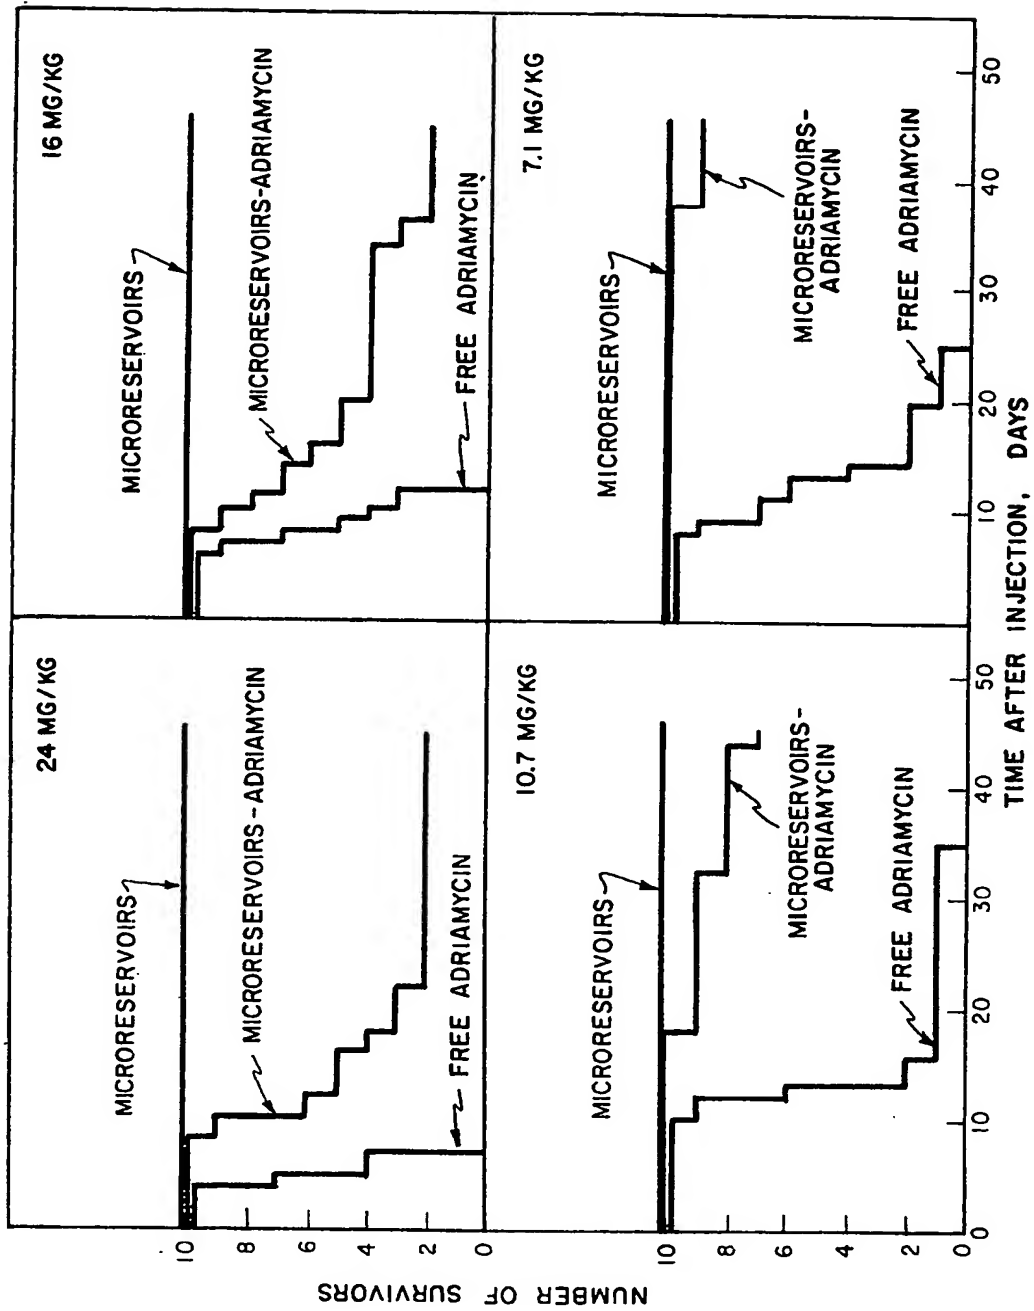 24 MG/KG
MICRORESERVOIRS
MICRORESERVOIRS-ADRIAMYCIN
FREE ADRIAMYCIN
16 MG/KG
MICRORESERVOIRS
MICRORESERVOIRS-ADRIAMYCIN
FREE ADRIAMYCIN
10
8
6
4
2
0
10.7 MG/KG
MICRORESERVOIRS
MICRORESERVOIRS-
ADRIAMYCIN
FREE ADRIAMYCIN
7.1 MG/KG
MICRORESERVOIRS
MICRORESERVOIRS-
ADRIAMYCIN
FREE ADRIAMYCIN
10
8
6
4
2
0
0
10
20
30
40
50
10
20
30
40
50
NUMBER OF SURVIVORS
TIME AFTER INJECTION, DAYS